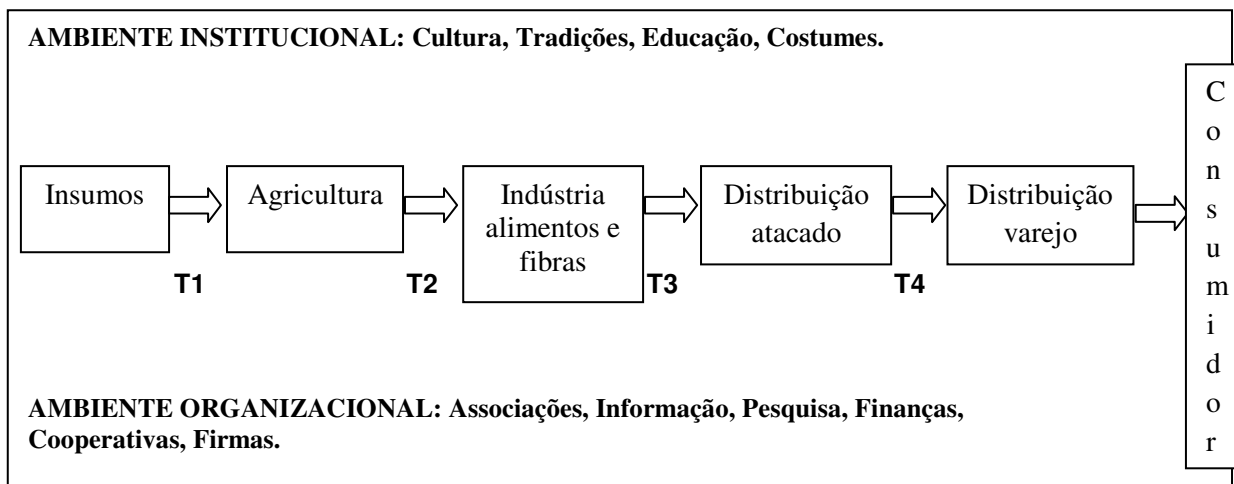 AMBIENTE INSTITUCIONAL: Cultura, Tradições, Educação, Costumes.
Insumos
Agricultura
Indústria
alimentos e
fibras
Distribuição
atacado
Distribuição
varejo
C
o
n
s
u
m
i
d
o
r
T1
T2
T3
T4
AMBIENTE ORGANIZACIONAL: Associações, Informação, Pesquisa, Finanças,
Cooperativas, Firmas.